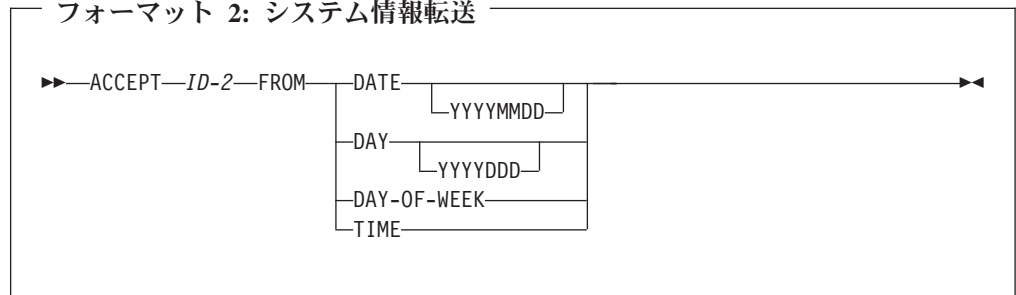 フォーマット 2: システム情報転送
ACCEPT ID-2 FROM DATE
YYYYMMDD
DAY
YYYYDDD
DAY-OF-WEEK
TIME